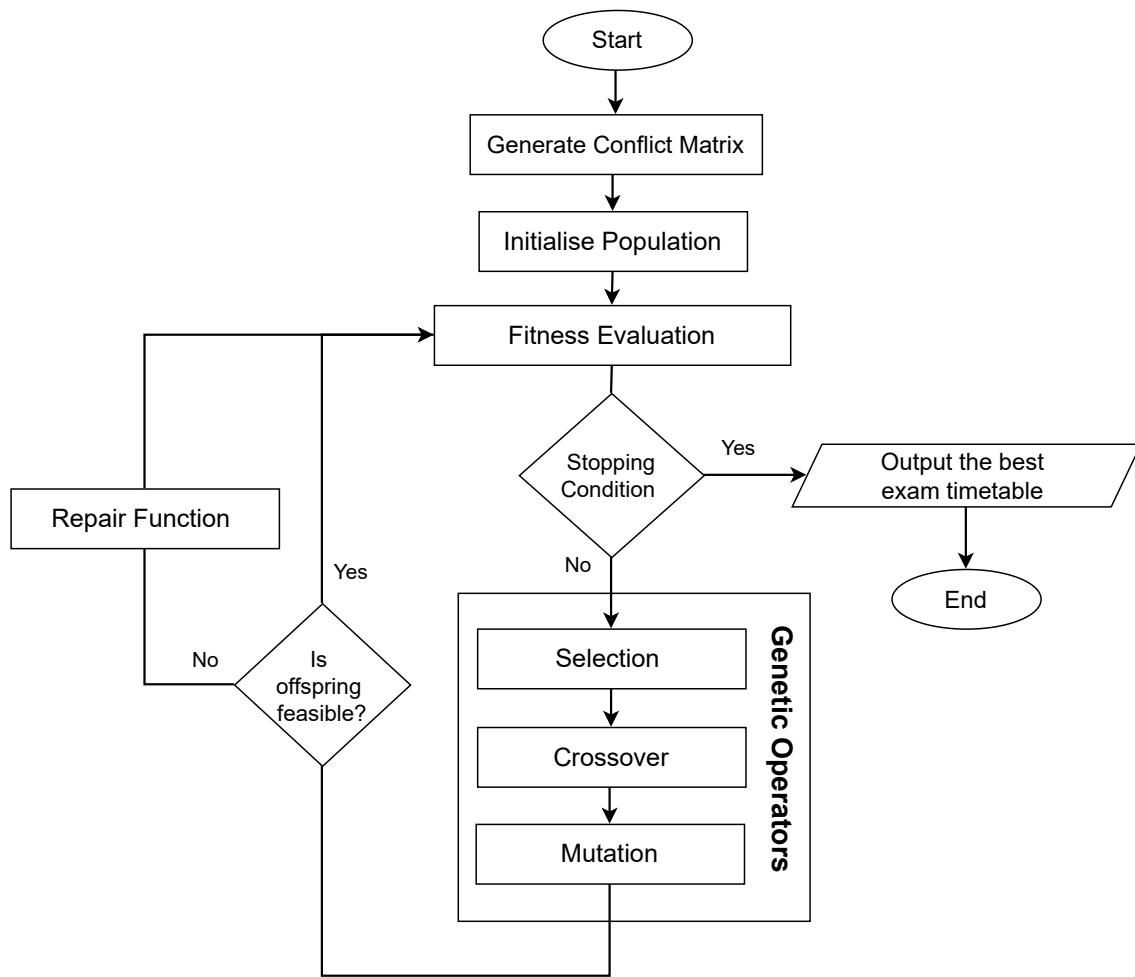 Start
Generate Conflict Matrix
Initialise Population
Fitness Evaluation
Stopping
Condition
Yes
Output the best
exam timetable
End
No
Genetic Operators
Selection
Crossover
Mutation
Is
offspring
feasible?
Yes
No
Repair Function